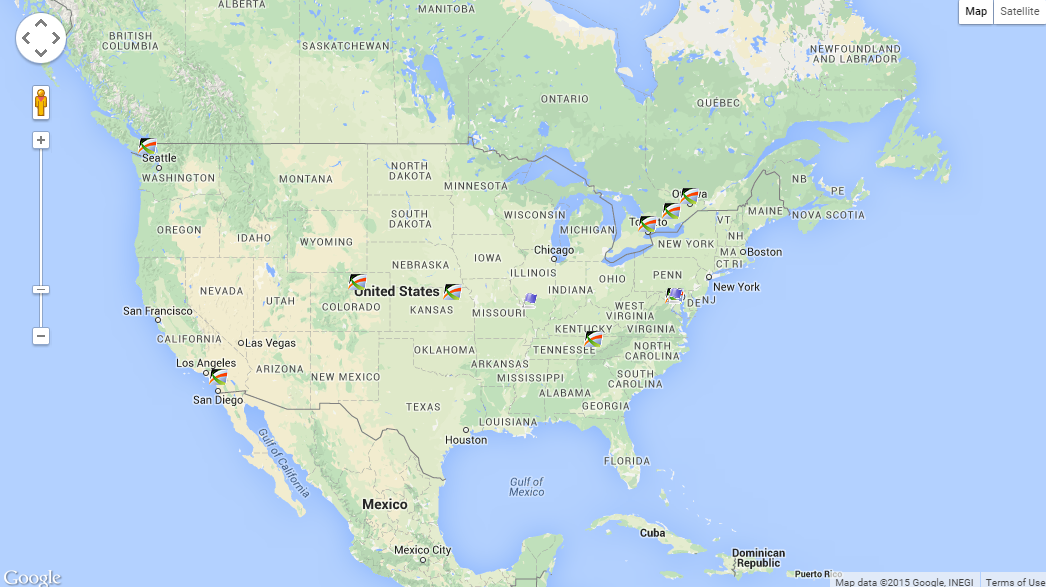 ALBERTA
MANITOBA
Map
Satellite
BRITISH
COLUMBIA
SASKATCHEWAN
NEWFOUNDLAND
AND LABRADOR
ONTARIO
QUÉBEC
Seattle
WASHINGTON
MONTANA
NORTH
DAKOTA
MINNESOTA
NB
PE
MAINE
NOVA SCOTIA
OREGON
IDAHO
WYOMING
SOUTH
DAKOTA
WISCONSIN
MICHIGAN
VT
NH
NEW YORK
MA
Boston
CT RI
Chicago
IOWA
NEBRASKA
ILLINOIS
INDIANA
OHIO
PENN
New York
NEVADA
UTAH
United States
COLORADO
KANSAS
MISSOURI
WEST
VIRGINIA
DE
NJ
San Francisco
CALIFORNIA
Las Vegas
KENTUCKY
VIRGINIA
Los Angeles
ARIZONA
NEW MEXICO
OKLAHOMA
ARKANSAS
TENNESSEE
NORTH
CAROLINA
MISSISSIPPI
SOUTH
CAROLINA
San Diego
TEXAS
ALABAMA
GEORGIA
LOUISIANA
Houston
FLORIDA
Gulf of California
Gulf of
Mexico
Mexico
Cuba
Mexico City
Dominican
Republic
Puerto Rico
Google
Map data ©2015 Google, INEGI
Terms of Use